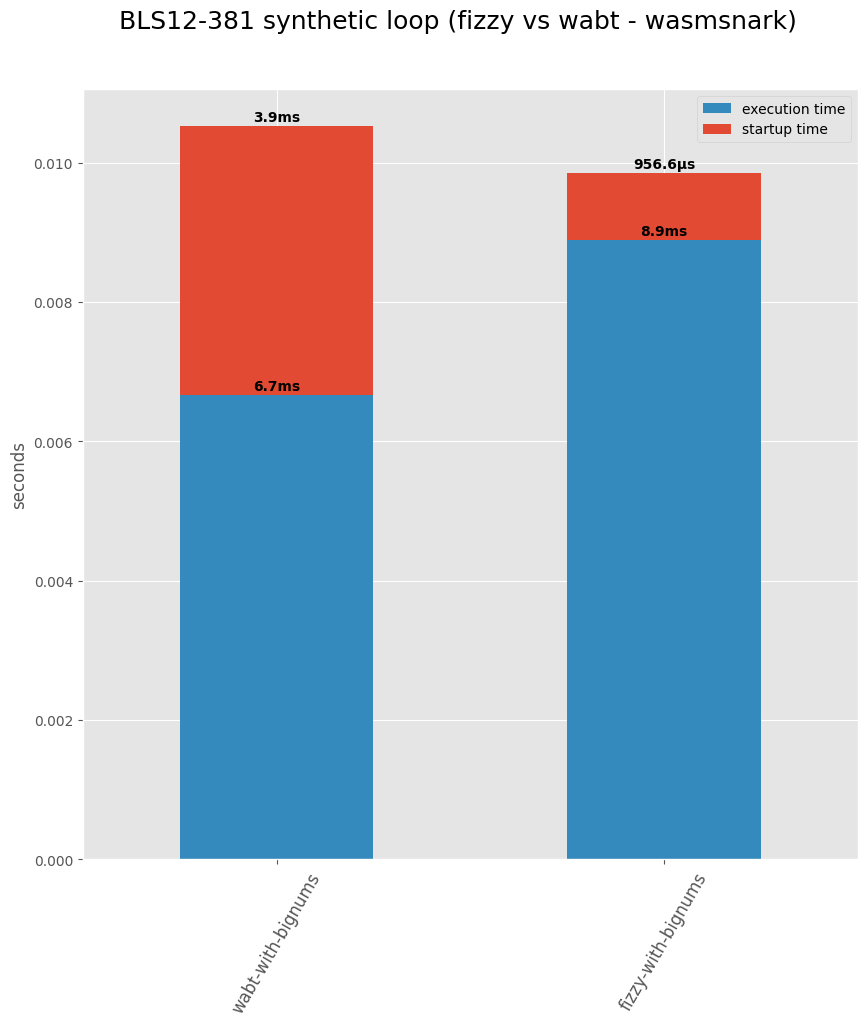 BLS12-381 synthetic loop (fizzy vs wabt - wasmsnark)
execution time
startup time
3.9ms
956.6µs
8.9ms
6.7ms
0.010
0.008
0.006
0.004
0.002
0.000
seconds
wabt-with-bignums
fizzy-with-bignums